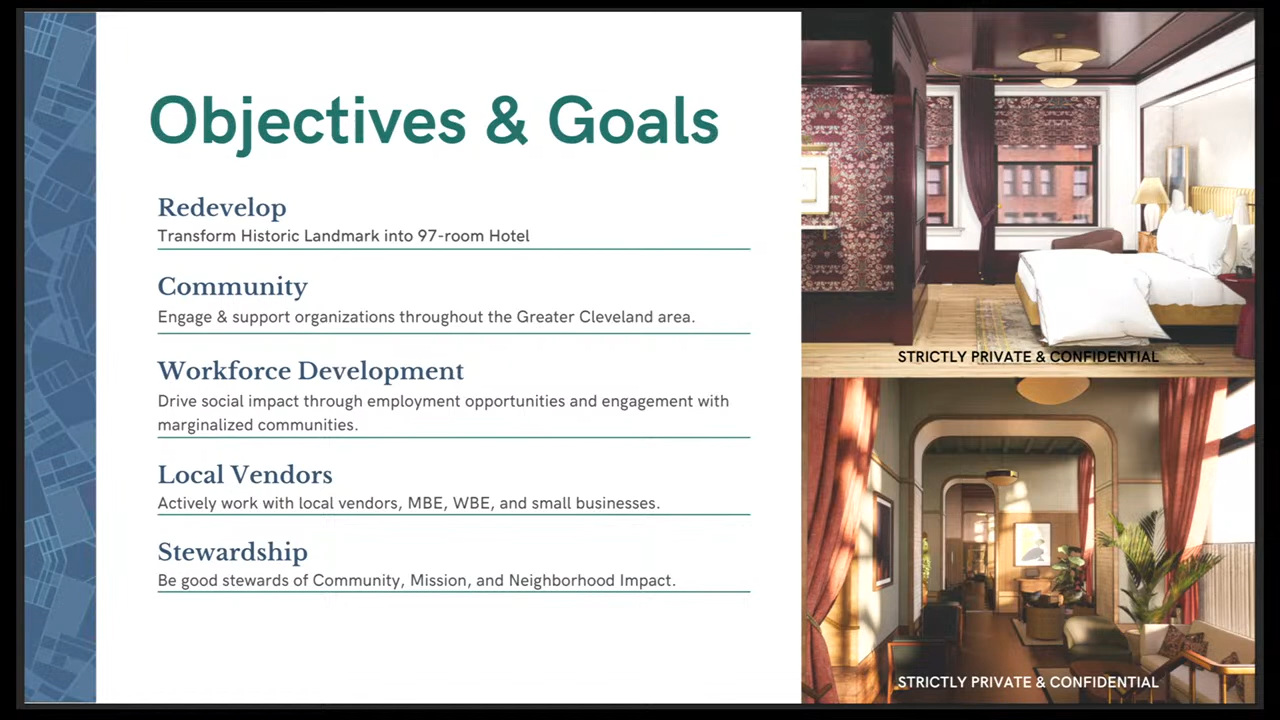 Objectives & Goals
Redevelop
Transform Historic Landmark into 97-room Hotel
Community
Engage & support organizations throughout the Greater Cleveland area.
Workforce Development
Drive social impact through employment opportunities and engagement with
marginalized communities.
Local Vendors
Actively work with local vendors, MBE, WBE, and small businesses.
Stewardship
Be good stewards of Community, Mission, and Neighborhood Impact.
STRICTLY PRIVATE & CONFIDENTIAL
STRICTLY PRIVATE & CONFIDENTIAL